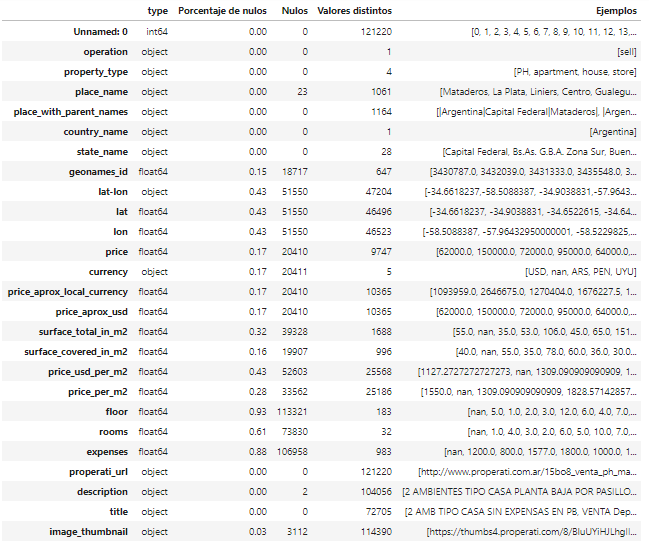 type Porcentaje de nulos Nulos Valores distintos Ejemplos
Unnamed: 0 int64 0.00 0 121220 [0, 1, 2, 3, 4, 5, 6, 7, 8, 9, 10, 11, 12, 13,...
operation object 0.00 0 1 [sell]
property_type object 0.00 0 4 [PH, apartment, house, store]
place_name object 0.00 23 1061 [Mataderos, La Plata, Liniers, Centro, Gualegu...
place_with_parent_names object 0.00 0 1164 [|Argentina|Capital Federal|Mataderos|, |Argen...
country_name object 0.00 0 1 [Argentina]
state_name object 0.00 0 28 [Capital Federal, Bs.As. G.B.A. Zona Sur, Buen...
geonames_id float64 0.15 18717 647 [3430787.0, 3432039.0, 3431333.0, 3435548.0, 3...
lat-lon object 0.43 51550 47204 [-34.6618237,-58.5088387, -34.9038831,-57.9643...
lat float64 0.43 51550 46496 [-34.6618237, -34.9038831, -34.6522615, -34.64...
lon float64 0.43 51550 46523 [-58.5088387, -57.96432950000001, -58.5229825,...
price float64 0.17 20410 9747 [62000.0, 150000.0, 72000.0, 95000.0, 64000.0,...
currency object 0.17 20411 5 [USD, nan, ARS, PEN, UYU]
price_aprox_local_currency float64 0.17 20410 10365 [1093959.0, 2646675.0, 1270404.0, 1676227.5, 1...
price_aprox_usd float64 0.17 20410 10365 [62000.0, 150000.0, 72000.0, 95000.0, 64000.0,...
surface_total_in_m2 float64 0.32 39328 1688 [55.0, nan, 35.0, 53.0, 106.0, 45.0, 65.0, 151...
surface_covered_in_m2 float64 0.16 19907 996 [40.0, nan, 55.0, 35.0, 78.0, 60.0, 36.0, 30.0...
price_usd_per_m2 float64 0.43 52603 25568 [1127.2727272727273, nan, 1309.090909090909, 1...
price_per_m2 float64 0.28 33562 25186 [1550.0, nan, 1309.090909090909, 1828.57142857...
floor float64 0.93 113321 183 [nan, 5.0, 1.0, 2.0, 3.0, 12.0, 6.0, 4.0, 7.0,...
rooms float64 0.61 73830 32 [nan, 1.0, 4.0, 3.0, 2.0, 6.0, 5.0, 10.0, 7.0,...
expenses float64 0.88 106958 983 [nan, 1200.0, 800.0, 1577.0, 1800.0, 1000.0, 1...
properati_url object 0.00 0 121220 [http://www.properati.com.ar/15bo8_venta_ph_ma...
description object 0.00 2 104056 [2 AMBIENTES TIPO CASA PLANTA BAJA POR PASILLO...
title object 0.00 0 72705 [2 AMB TIPO CASA SIN EXPENSAS EN PB, VENTA Dep...
image_thumbnail object 0.03 3112 114390 [https://thumbs4.properati.com/8/BluUYiHJLhgII...